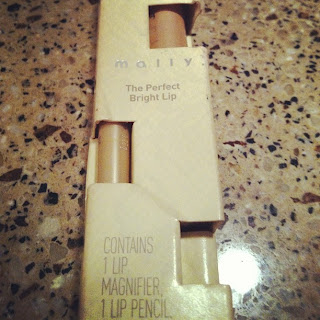 mally
The Perfect
Bright Lip
CONTAINS
1 LIP
MAGNIFIER,
1 LIP PENCIL